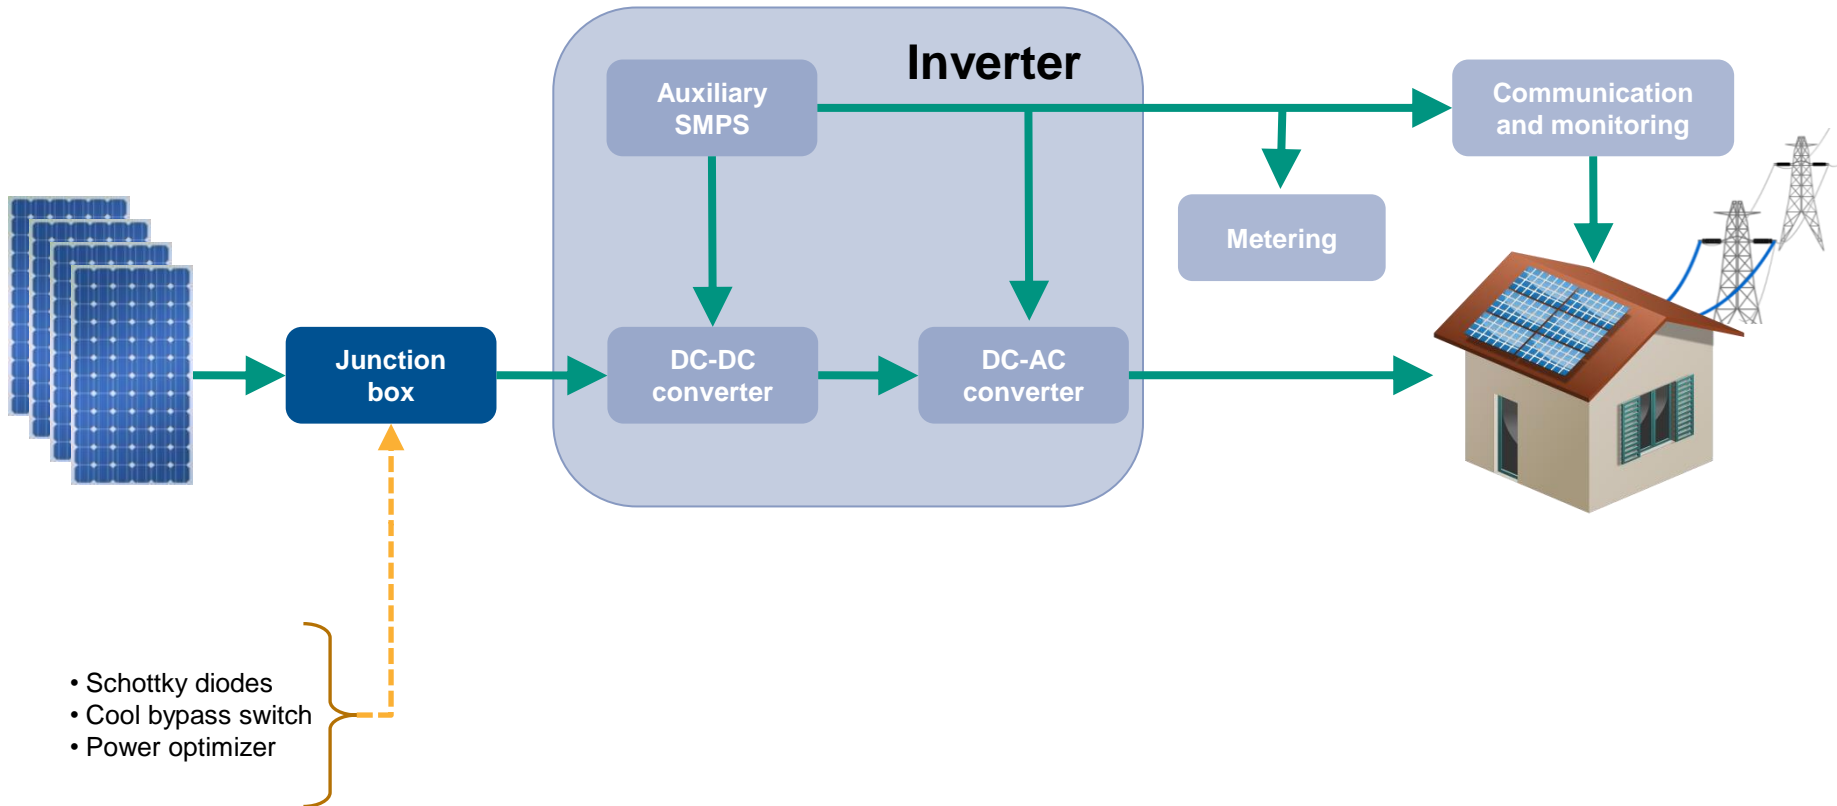 Inverter
Auxiliary
SMPS
Communication
and monitoring
Metering
Junction
box
DC-DC
converter
DC-AC
converter
• Schottky diodes
• Cool bypass switch
• Power optimizer